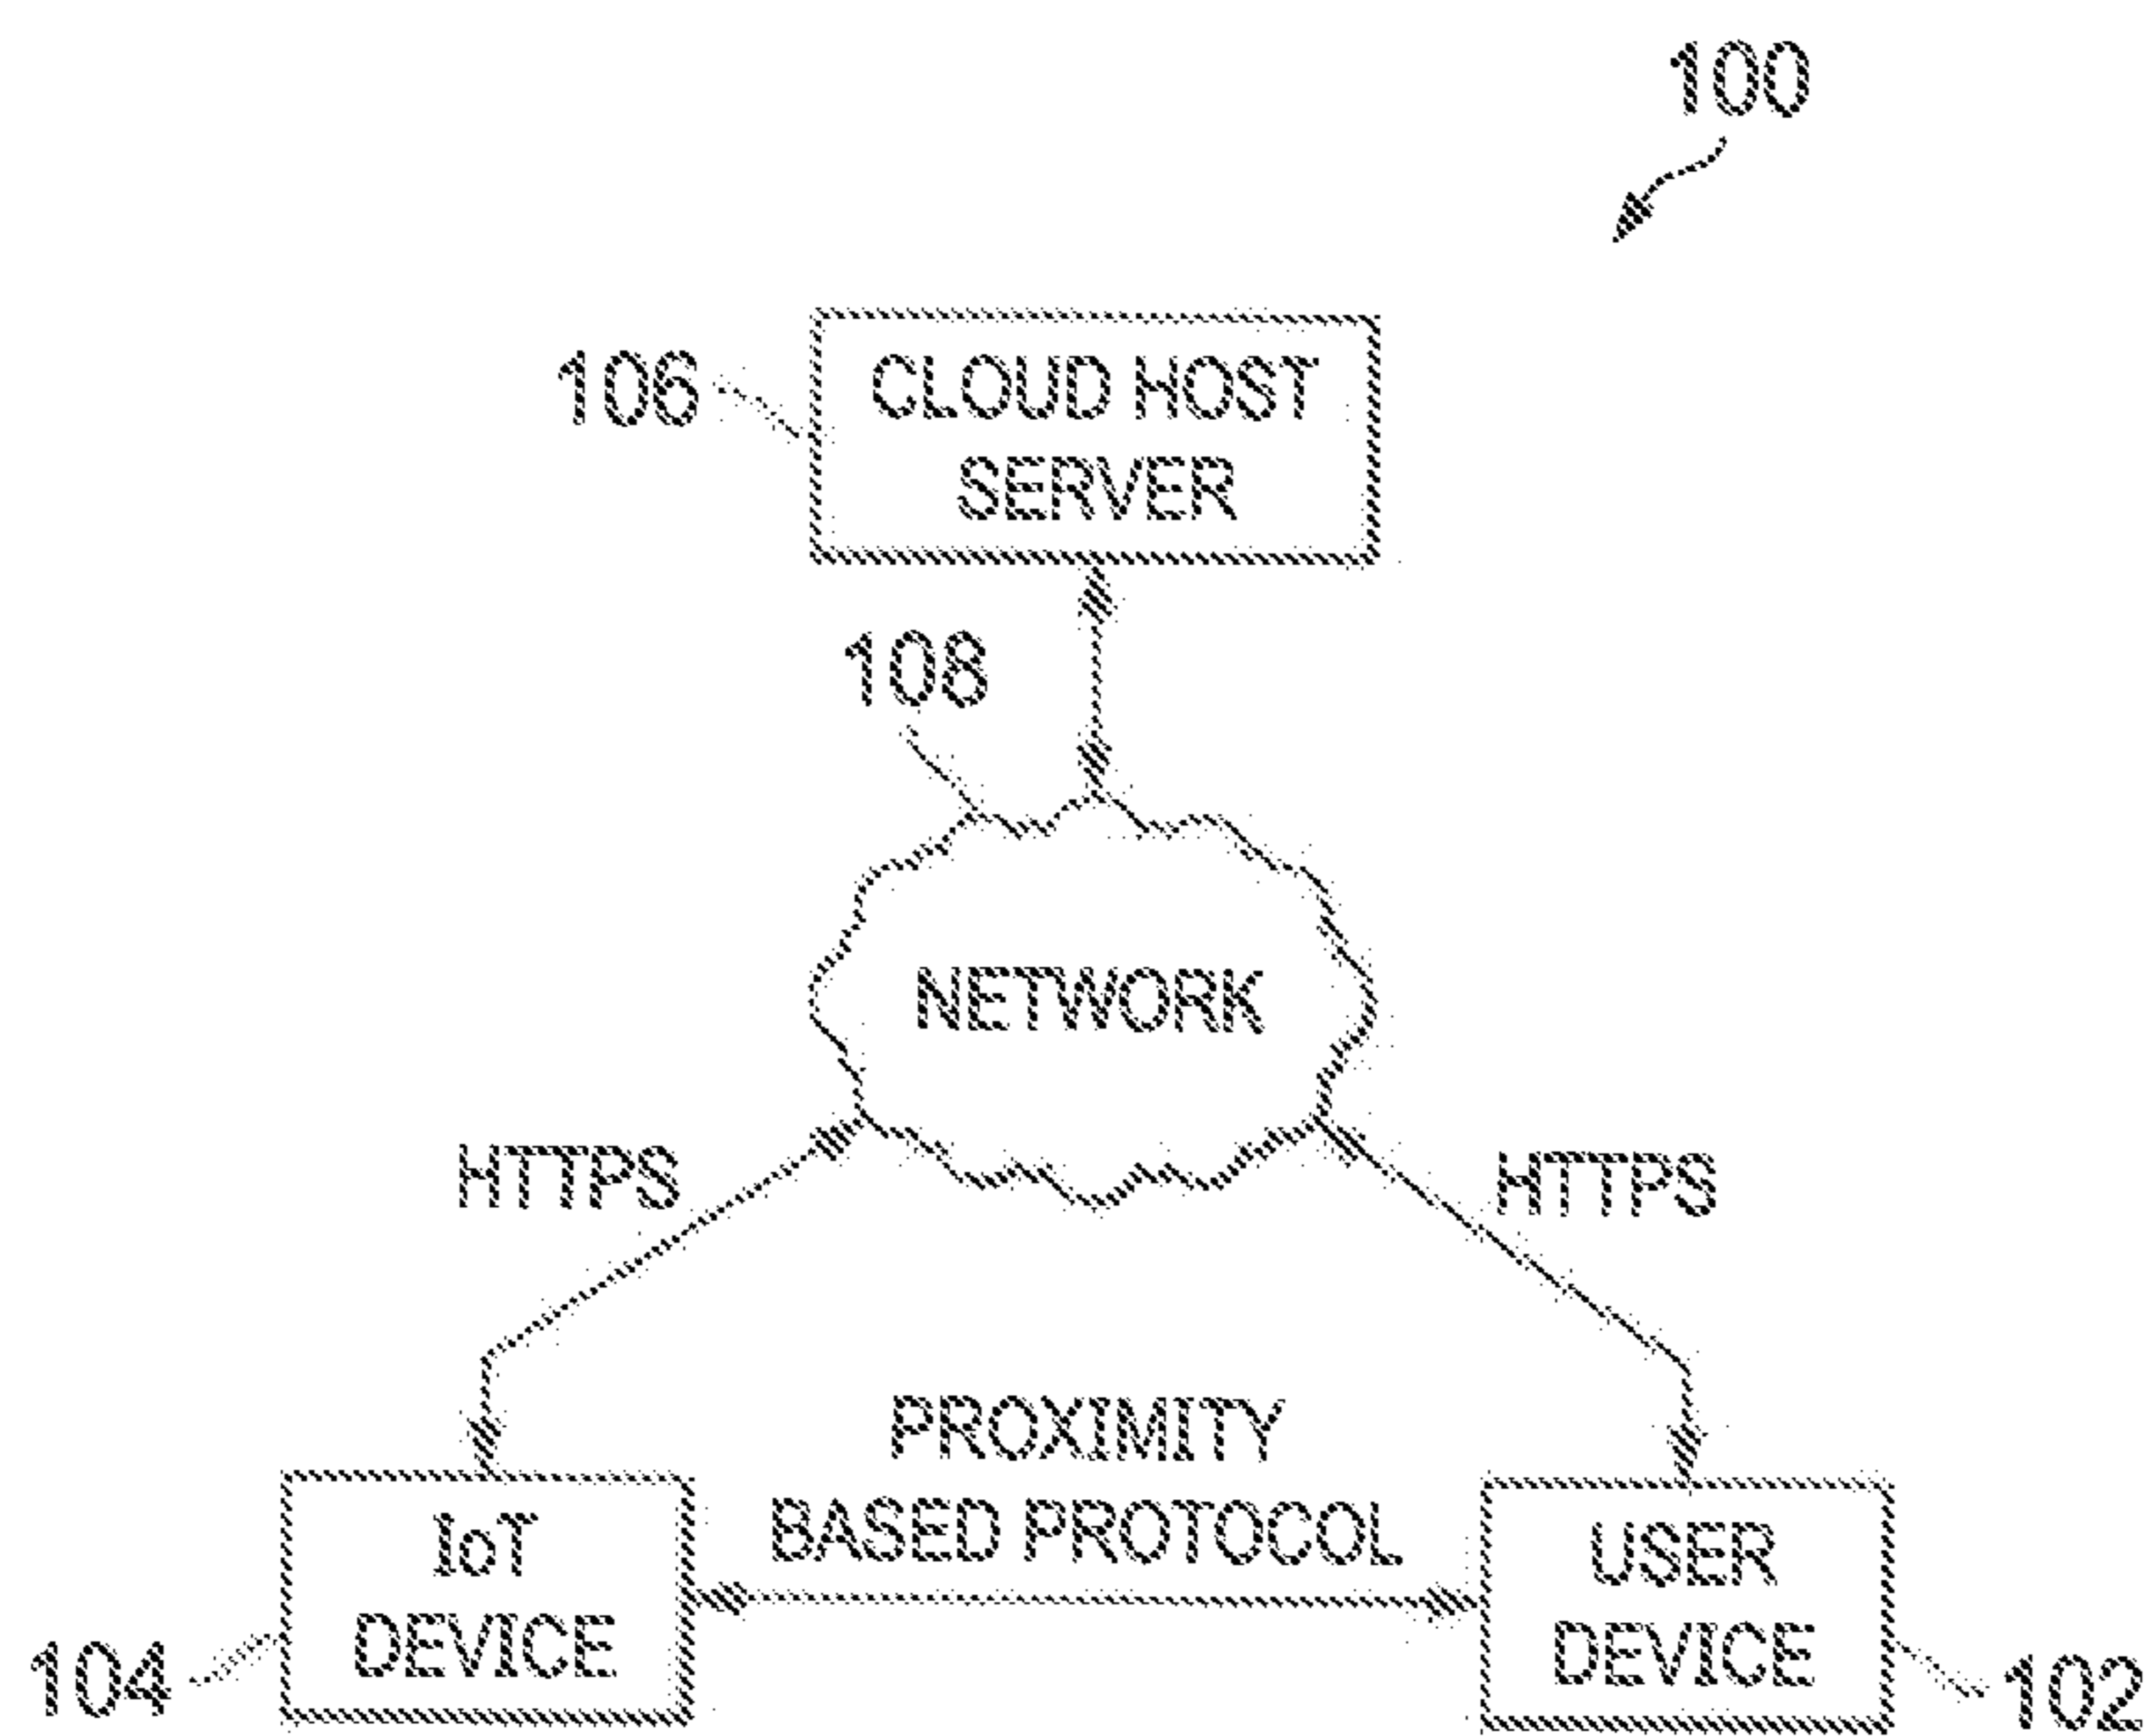 100
106
CLOUD HOST
SERVER
108
NETWORK
HTTPS
HTTPS
PROXIMITY
BASED PROTOCOL
IoT
DEVICE
USER
DEVICE
104
102